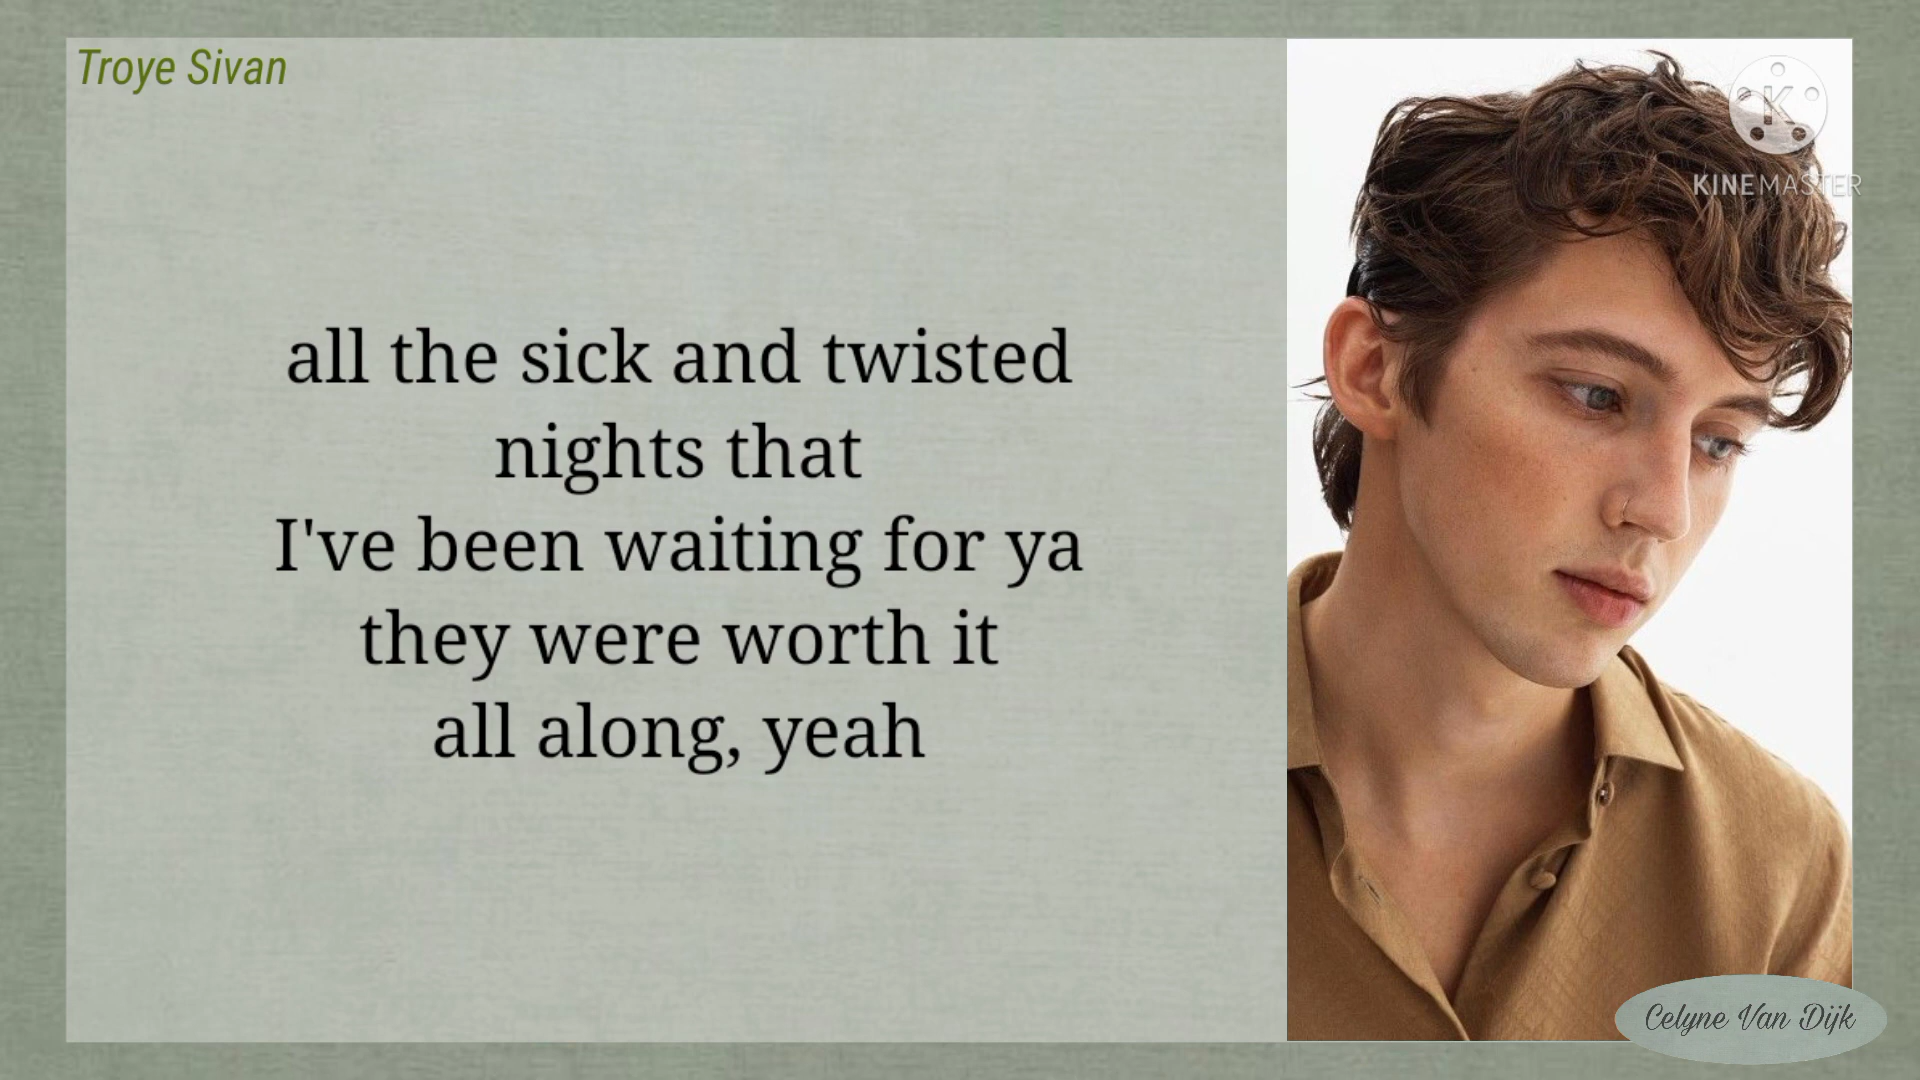 Troye Sivan
K
KINEMASTER
all the sick and twisted
nights that
I've been waiting for ya
they were worth it
all along, yeah
Celyne Van Dijk